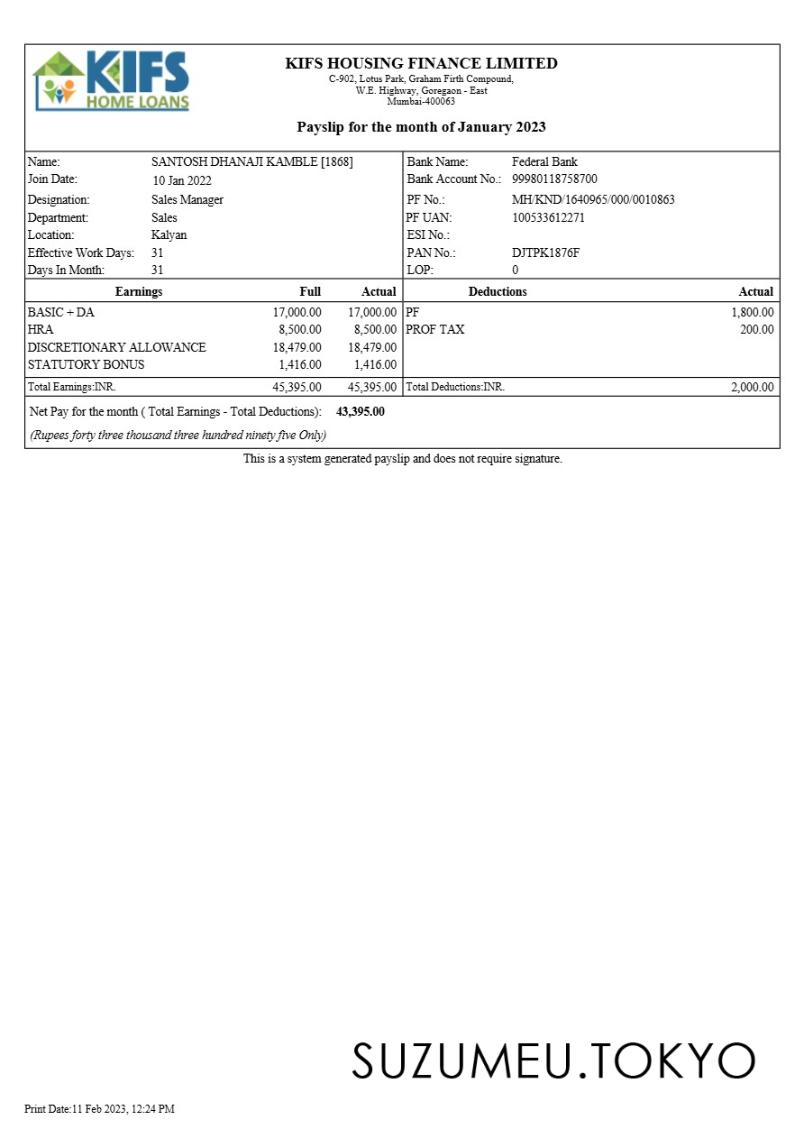 KIFS
HOME LOANS
KIFS HOUSING FINANCE LIMITED
C-902, Lotus Park, Graham Firth Compound,
W.E. Highway, Goregaon - East
Mumbai-400063
Payslip for the month of January 2023
Name: SANTOSH DHANAJI KAMBLE [1868] Bank Name: Federal Bank
Join Date: 10 Jan 2022 Bank Account No.: 99980118758700
Designation: Sales Manager PF No.: MH/KND/1640965/000/0010863
Department: Sales PF UAN: 100533612271
Location: Kalyan ESI No.:
Effective Work Days: 31 PAN No.: DJTPK1876F
Days In Month: 31 LOP: 0
Earnings Full Actual Deductions Actual
BASIC + DA 17,000.00 17,000.00 PF 1,800.00
HRA 8,500.00 8,500.00 PROF TAX 200.00
DISCRETIONARY ALLOWANCE 18,479.00 18,479.00
STATUTORY BONUS 1,416.00 1,416.00
Total Earnings:INR. 45,395.00 45,395.00 Total Deductions:INR. 2,000.00
Net Pay for the month ( Total Earnings - Total Deductions): 43,395.00
(Rupees forty three thousand three hundred ninety five Only)
This is a system generated payslip and does not require signature.
SUZUMEU.TOKYO
Print Date:11 Feb 2023, 12:24 PM